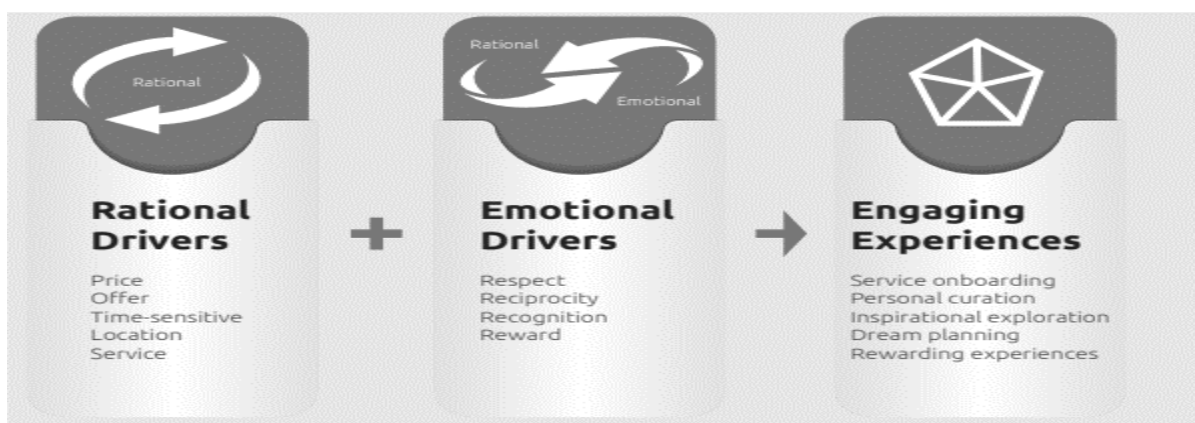 Rational
Rational
Drivers
Price
Offer
Time-sensitive
Location
Service
Rational
Emotional
Emotional
Drivers
Respect
Reciprocity
Recognition
Reward
Engaging
Experiences
Service onboarding
Personal curation
Inspirational exploration
Dream planning
Rewarding experiences